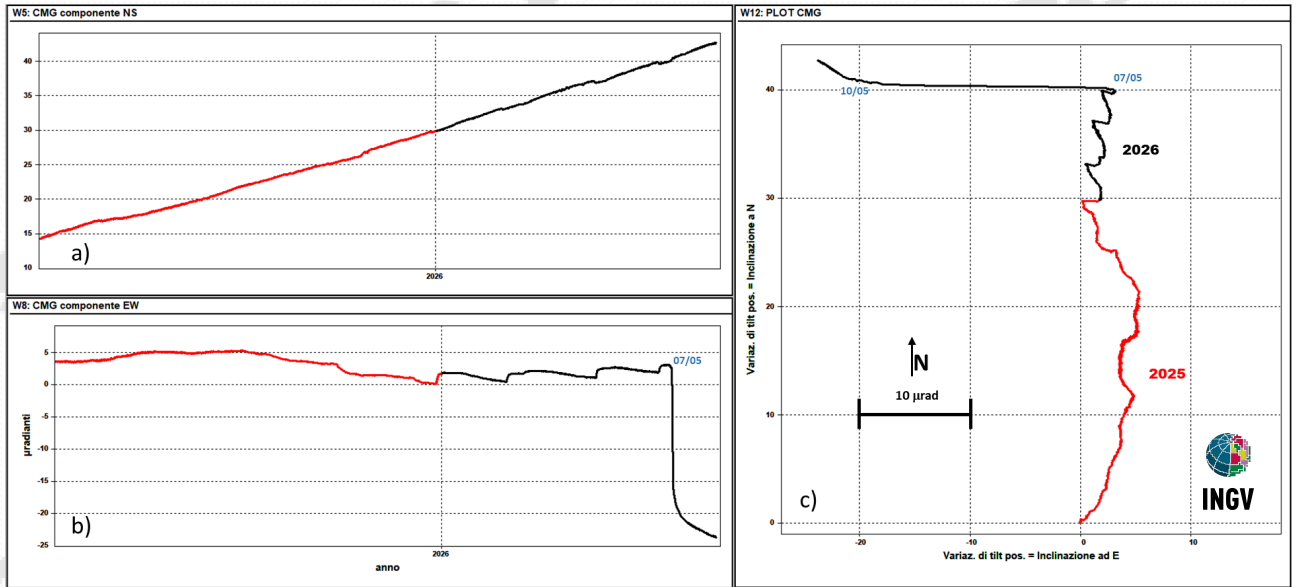 W5: CMG componente NS
40
35
30
25
20
15
10
a)
2026
W8: CMG componente EW
5
0
-5
-10
-15
-20
-25
µradianti
07/05
b)
2026
anno
W12: PLOT CMG
40
30
20
10
0
Variaz. di tilt pos. = Inclinazione a N
07/05
10/05
2026
N
10 µrad
2025
INGV
c)
-20
-10
0
10
Variaz. di tilt pos. = Inclinazione ad E